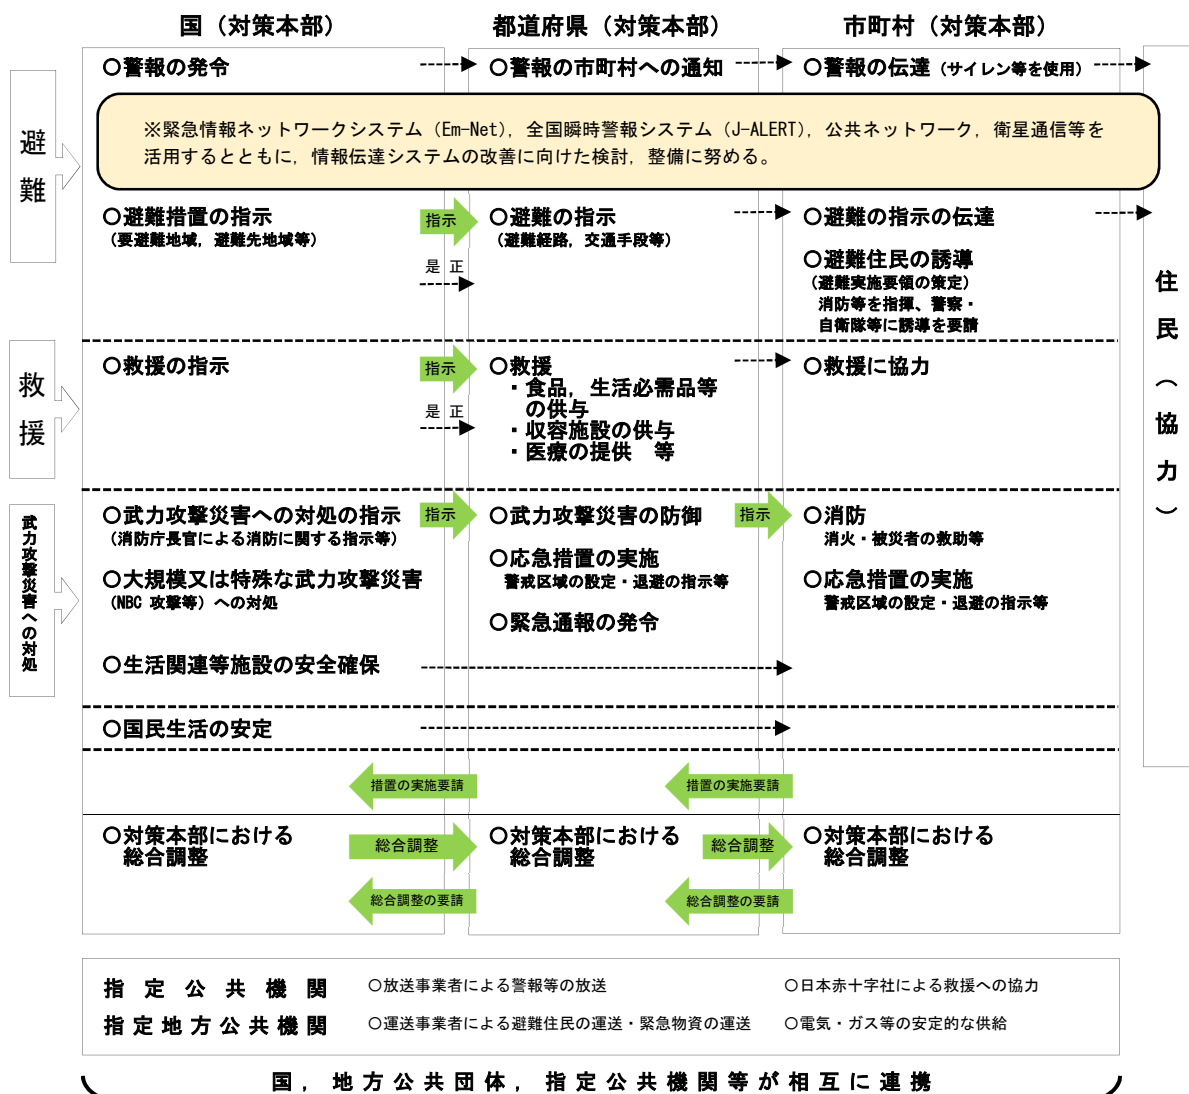 国（対策本部） 都道府県（対策本部） 市町村（対策本部）
避難
〇警報の発令
〇警報の市町村への通知
〇警報の伝達（サイレン等を使用）
※緊急情報ネットワークシステム（Em-Net），全国瞬時警報システム（J-ALERT），公共ネットワーク，衛星通信等を
活用するとともに，情報伝達システムの改善に向けた検討，整備に努める。
〇避難措置の指示
（要避難地域，避難先地域等）
指示
是正
〇避難の指示
（避難経路，交通手段等）
〇避難の指示の伝達
〇避難住民の誘導
（避難実施要領の策定）
消防等を指揮、警察・
自衛隊等に誘導を要請
住民（協力）
救援
〇救援の指示
指示
是正
〇救援
・食品，生活必需品等
の供与
・収容施設の供与
・医療の提供　等
〇救援に協力
武力攻撃災害への対処
〇武力攻撃災害への対処の指示
（消防庁長官による消防に関する指示等）
〇大規模又は特殊な武力攻撃災害
（NBC 攻撃等）への対処
〇生活関連等施設の安全確保
指示
〇武力攻撃災害の防御
〇応急措置の実施
警戒区域の設定・退避の指示等
〇緊急通報の発令
指示
〇消防
消火・被災者の救助等
〇応急措置の実施
警戒区域の設定・退避の指示等
〇国民生活の安定
措置の実施要請
措置の実施要請
〇対策本部における
総合調整
総合調整
総合調整の要請
〇対策本部における
総合調整
総合調整
総合調整の要請
〇対策本部における
総合調整
指定公共機関
指定地方公共機関
〇放送事業者による警報等の放送
〇日本赤十字社による救援への協力
〇運送事業者による避難住民の運送・緊急物資の運送
〇電気・ガス等の安定的な供給
国，地方公共団体，指定公共機関等が相互に連携